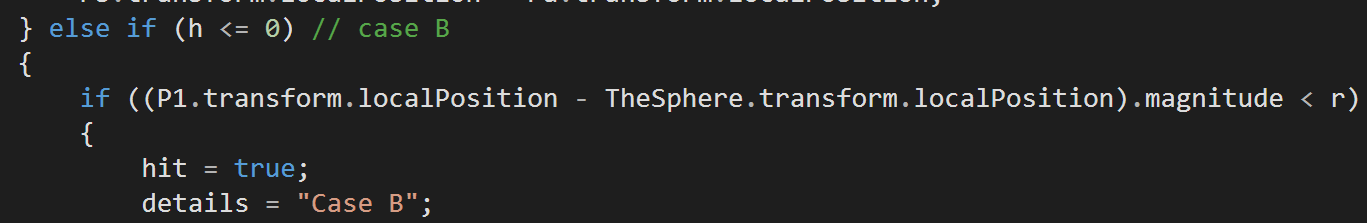 } else if (h <= 0) // case B
{
if ((P1.transform.localPosition - TheSphere.transform.localPosition).magnitude < r)
{
hit = true;
details = "Case B";